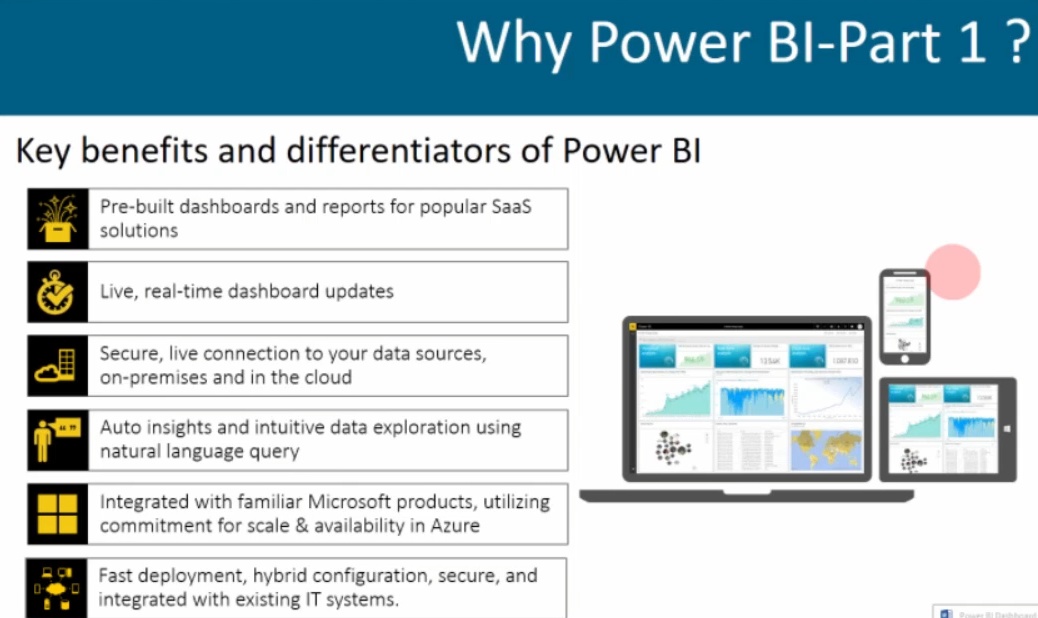 Why Power BI-Part 1 ?
Key benefits and differentiators of Power BI
Pre-built dashboards and reports for popular SaaS
solutions
Live, real-time dashboard updates
Secure, live connection to your data sources,
on-premises and in the cloud
Auto insights and intuitive data exploration using
natural language query
Integrated with familiar Microsoft products, utilizing
commitment for scale & availability in Azure
Fast deployment, hybrid configuration, secure, and
integrated with existing IT systems.
Power BI Dashboard